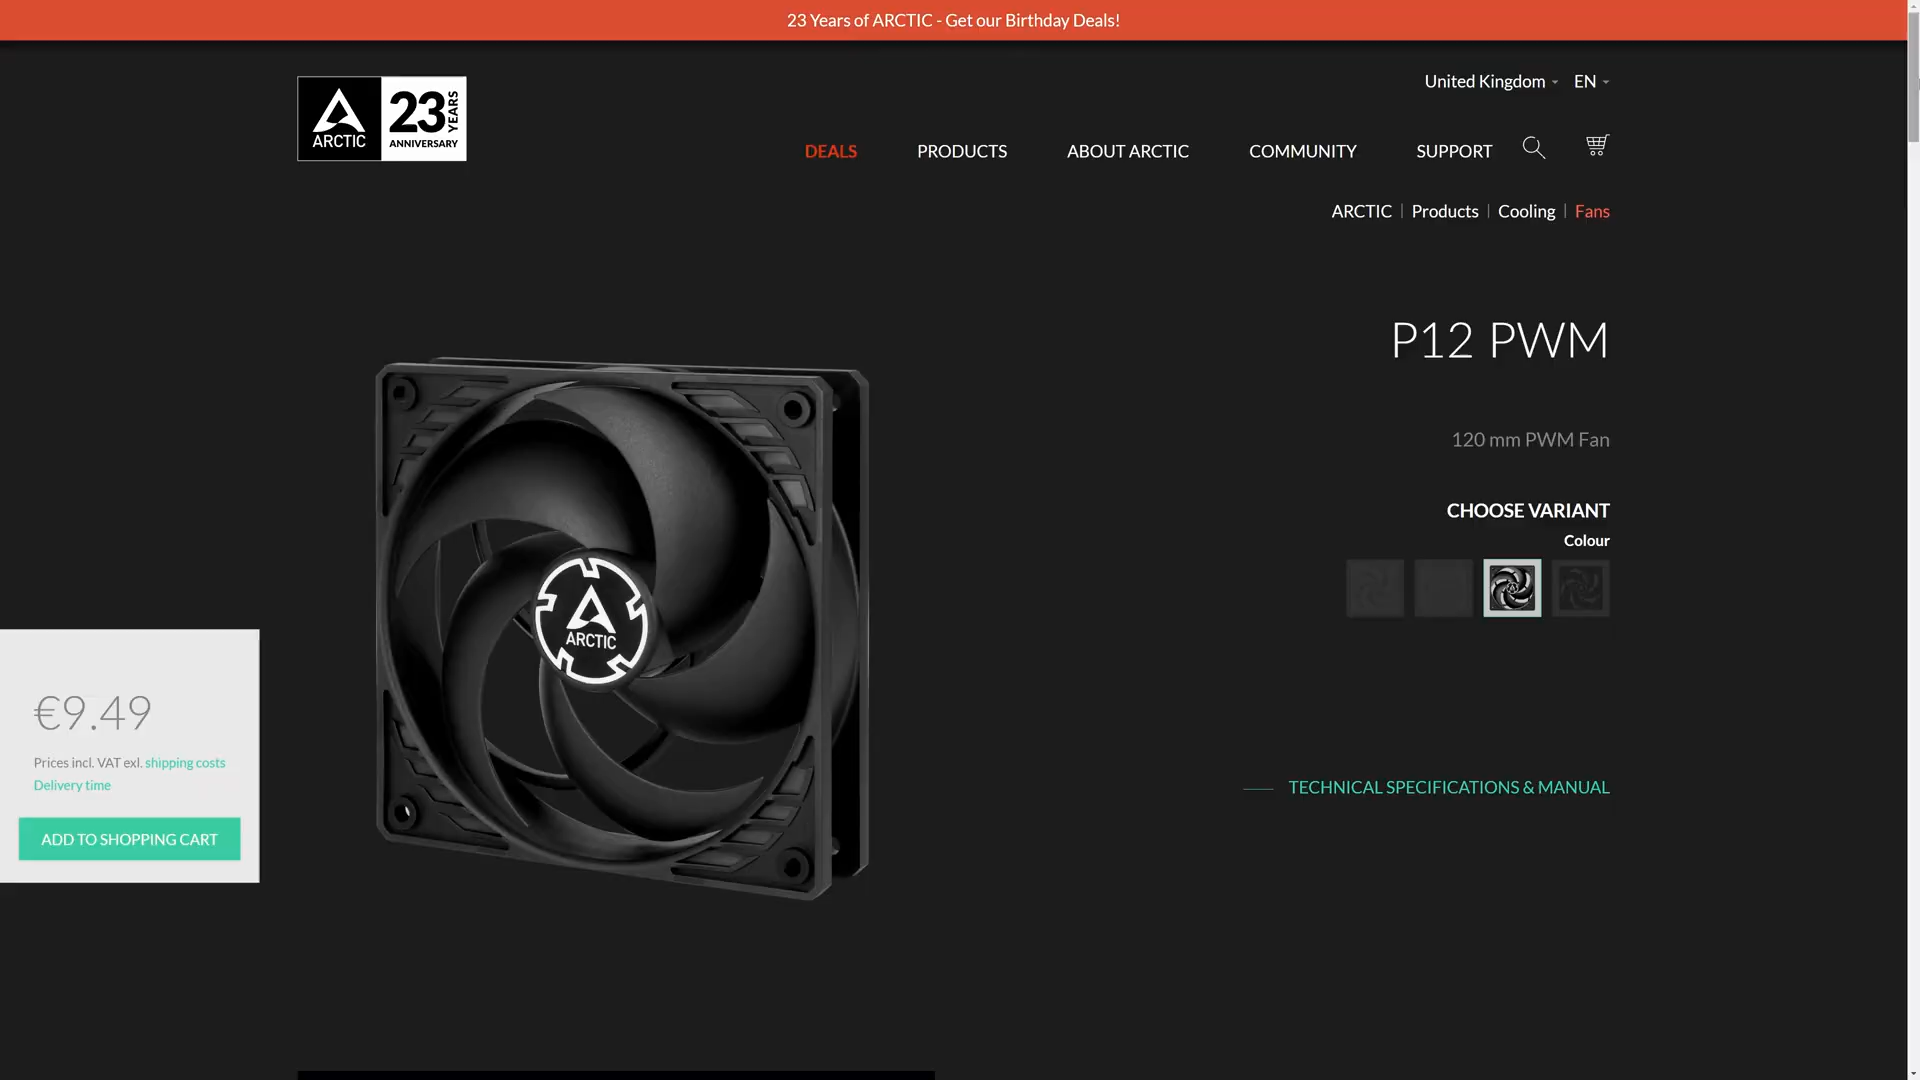 23 Years of ARCTIC - Get our Birthday Deals!
ARCTIC
23 YEARS
ANNIVERSARY
United Kingdom EN
DEALS PRODUCTS ABOUT ARCTIC COMMUNITY SUPPORT
ARCTIC | Products | Cooling | Fans
P12 PWM
120 mm PWM Fan
CHOOSE VARIANT
Colour
ARCTIC
€9.49
Prices incl. VAT exl. shipping costs
Delivery time
ADD TO SHOPPING CART
TECHNICAL SPECIFICATIONS & MANUAL